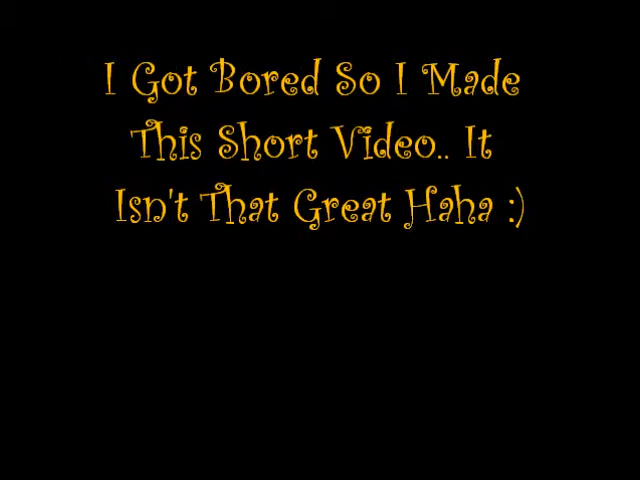 I Got Bored So I Made
This Short Video.. It
Isn't That Great Haha :)